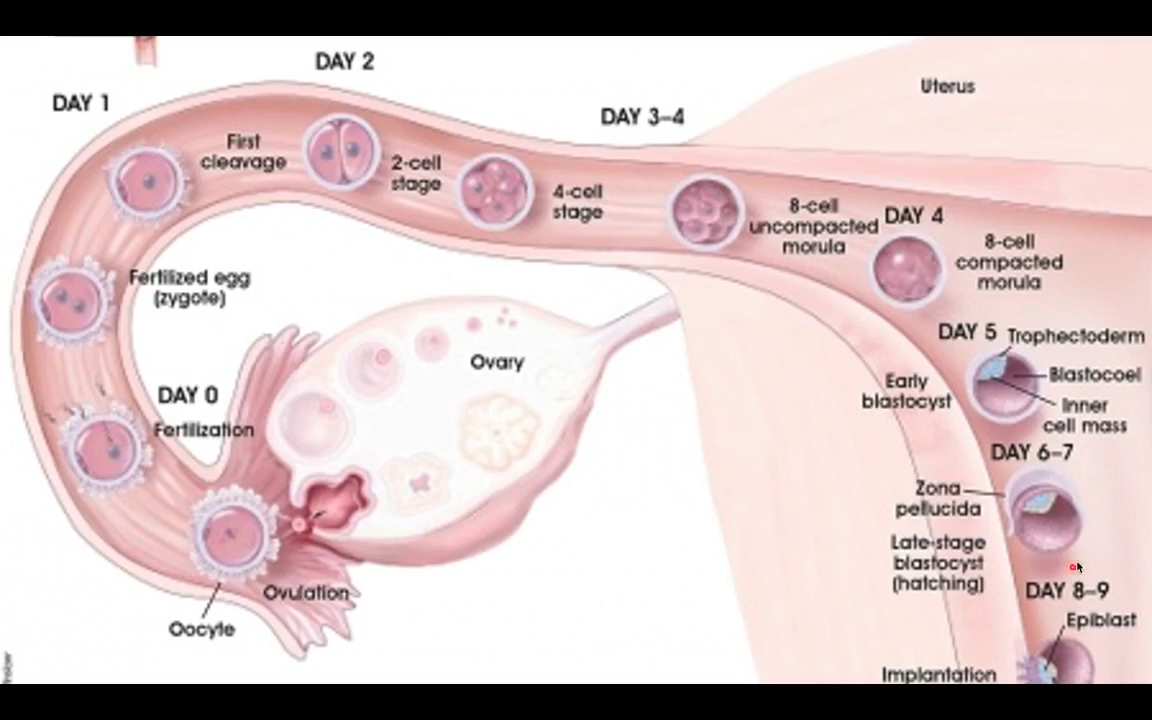 DAY 2
DAY 1
Uterus
DAY 3–4
First
cleavage
2-cell
stage
4-cell
stage
8-cell
uncompacted
morula
DAY 4
8-cell
compacted
morula
Fertilized egg
(zygote)
DAY 5
Trophectoderm
Ovary
Blastocoel
Early
blastocyst
Inner
cell mass
DAY 0
Fertilization
DAY 6–7
Zona
pellucida
Late-stage
blastocyst
(hatching)
Ovulation
DAY 8–9
Epiblast
Oocyte
Implantation